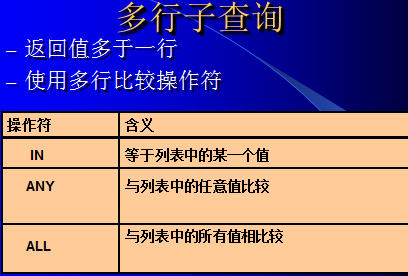 多行子查询
– 返回值多于一行
– 使用多行比较操作符
操作符 含义
IN 等于列表中的某一个值
ANY 与列表中的任意值比较
ALL 与列表中的所有值相比较